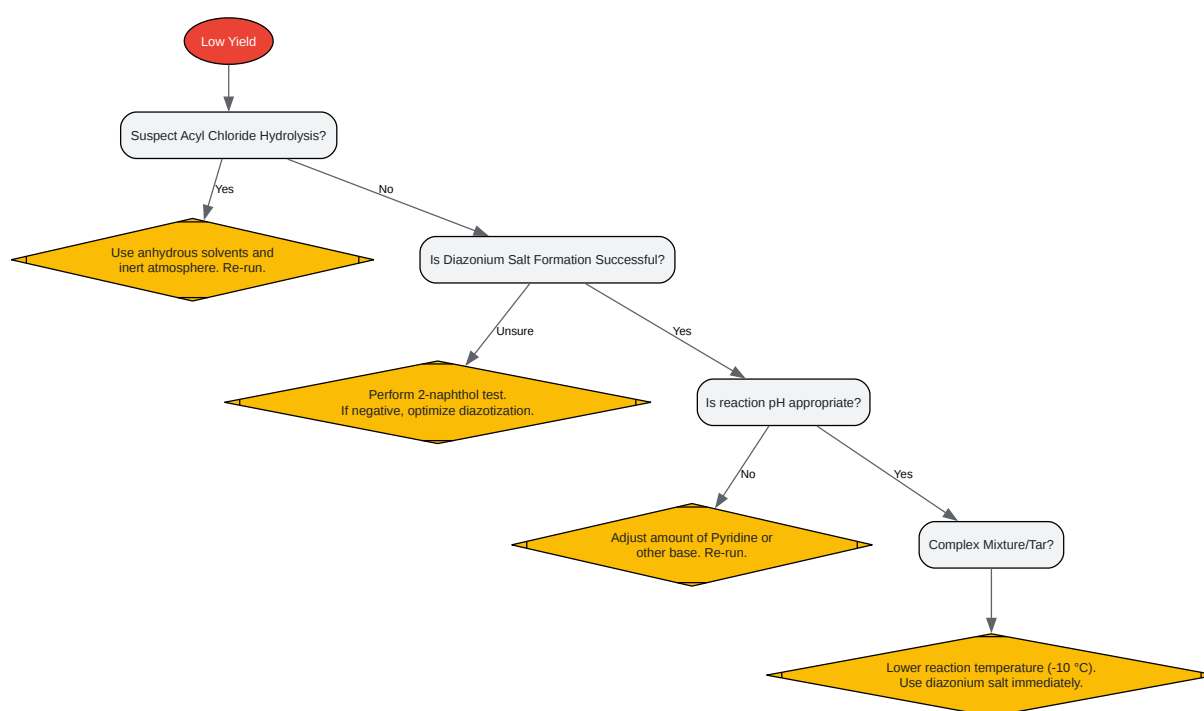 Low Yield
Suspect Acyl Chloride Hydrolysis?
Yes
No
Use anhydrous solvents and
inert atmosphere. Re-run.
Is Diazonium Salt Formation Successful?
Unsure
Yes
Perform 2-naphthol test.
If negative, optimize diazotization.
Is reaction pH appropriate?
No
Yes
Adjust amount of Pyridine or
other base. Re-run.
Complex Mixture/Tar?
Lower reaction temperature (-10 °C).
Use diazonium salt immediately.